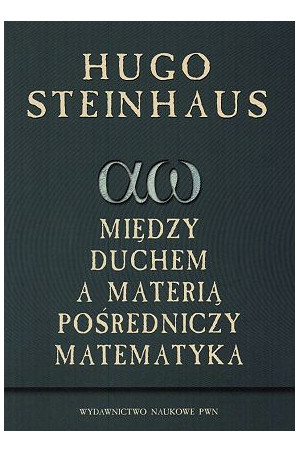 HUGO
STEINHAUS
αω
MIĘDZY
DUCHEM
A MATERIĄ
POŚREDNICZY
MATEMATYKA
WYDAWNICTWO NAUKOWE PWN